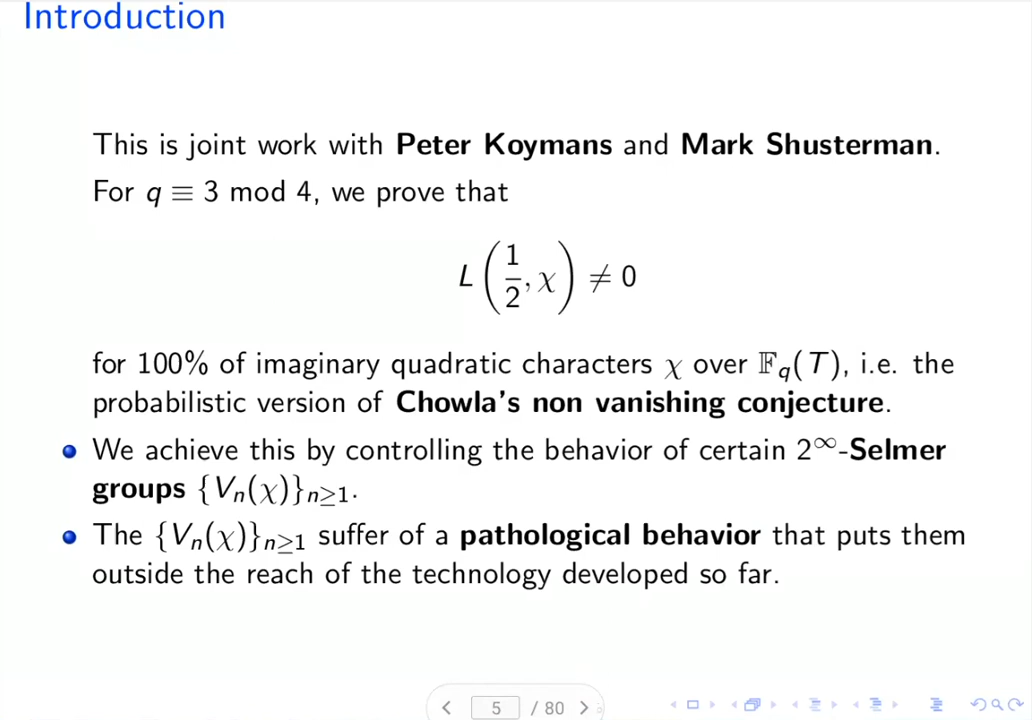 Introduction
This is joint work with Peter Koymans and Mark Shusterman.
For q ≡ 3 mod 4, we prove that
L(1/2, χ) ≠ 0
for 100% of imaginary quadratic characters χ over 𝔽_q(T), i.e. the
probabilistic version of Chowla's non vanishing conjecture.
We achieve this by controlling the behavior of certain 2^∞-Selmer
groups {V_n(χ)}_{n≥1}.
The {V_n(χ)}_{n≥1} suffer of a pathological behavior that puts them
outside the reach of the technology developed so far.
5 / 80